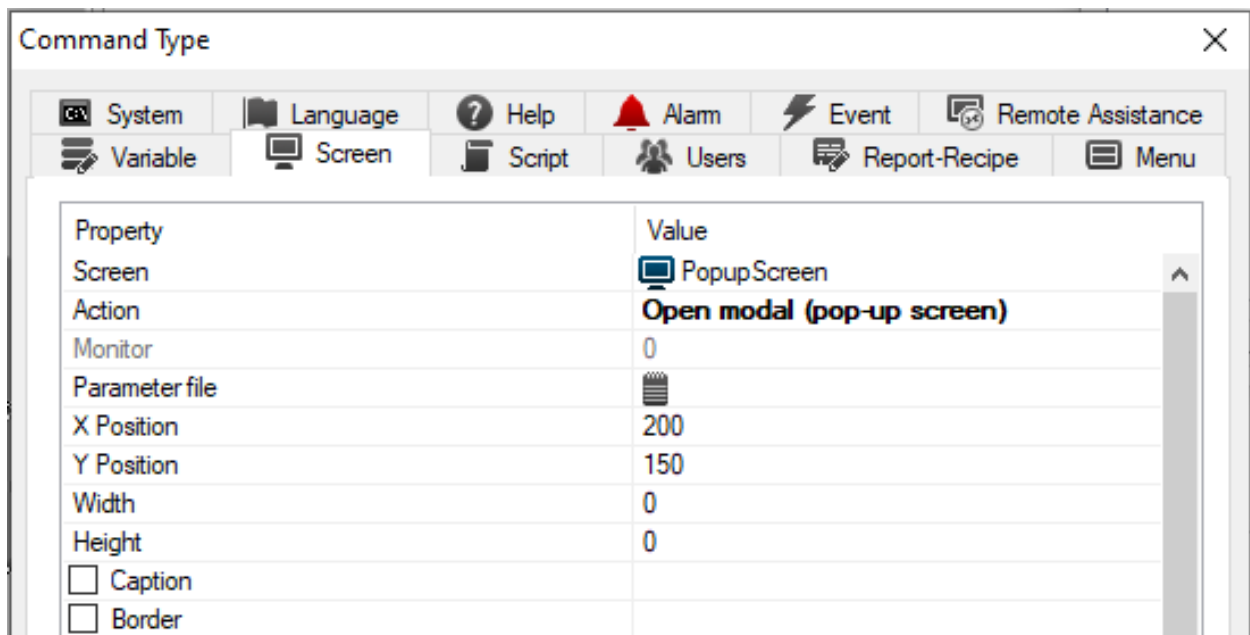 Command Type
System Language Help Alarm Event Remote Assistance
Variable Screen Script Users Report-Recipe Menu
Property Value
Screen PopupScreen
Action Open modal (pop-up screen)
Monitor 0
Parameter file
X Position 200
Y Position 150
Width 0
Height 0
Caption
Border